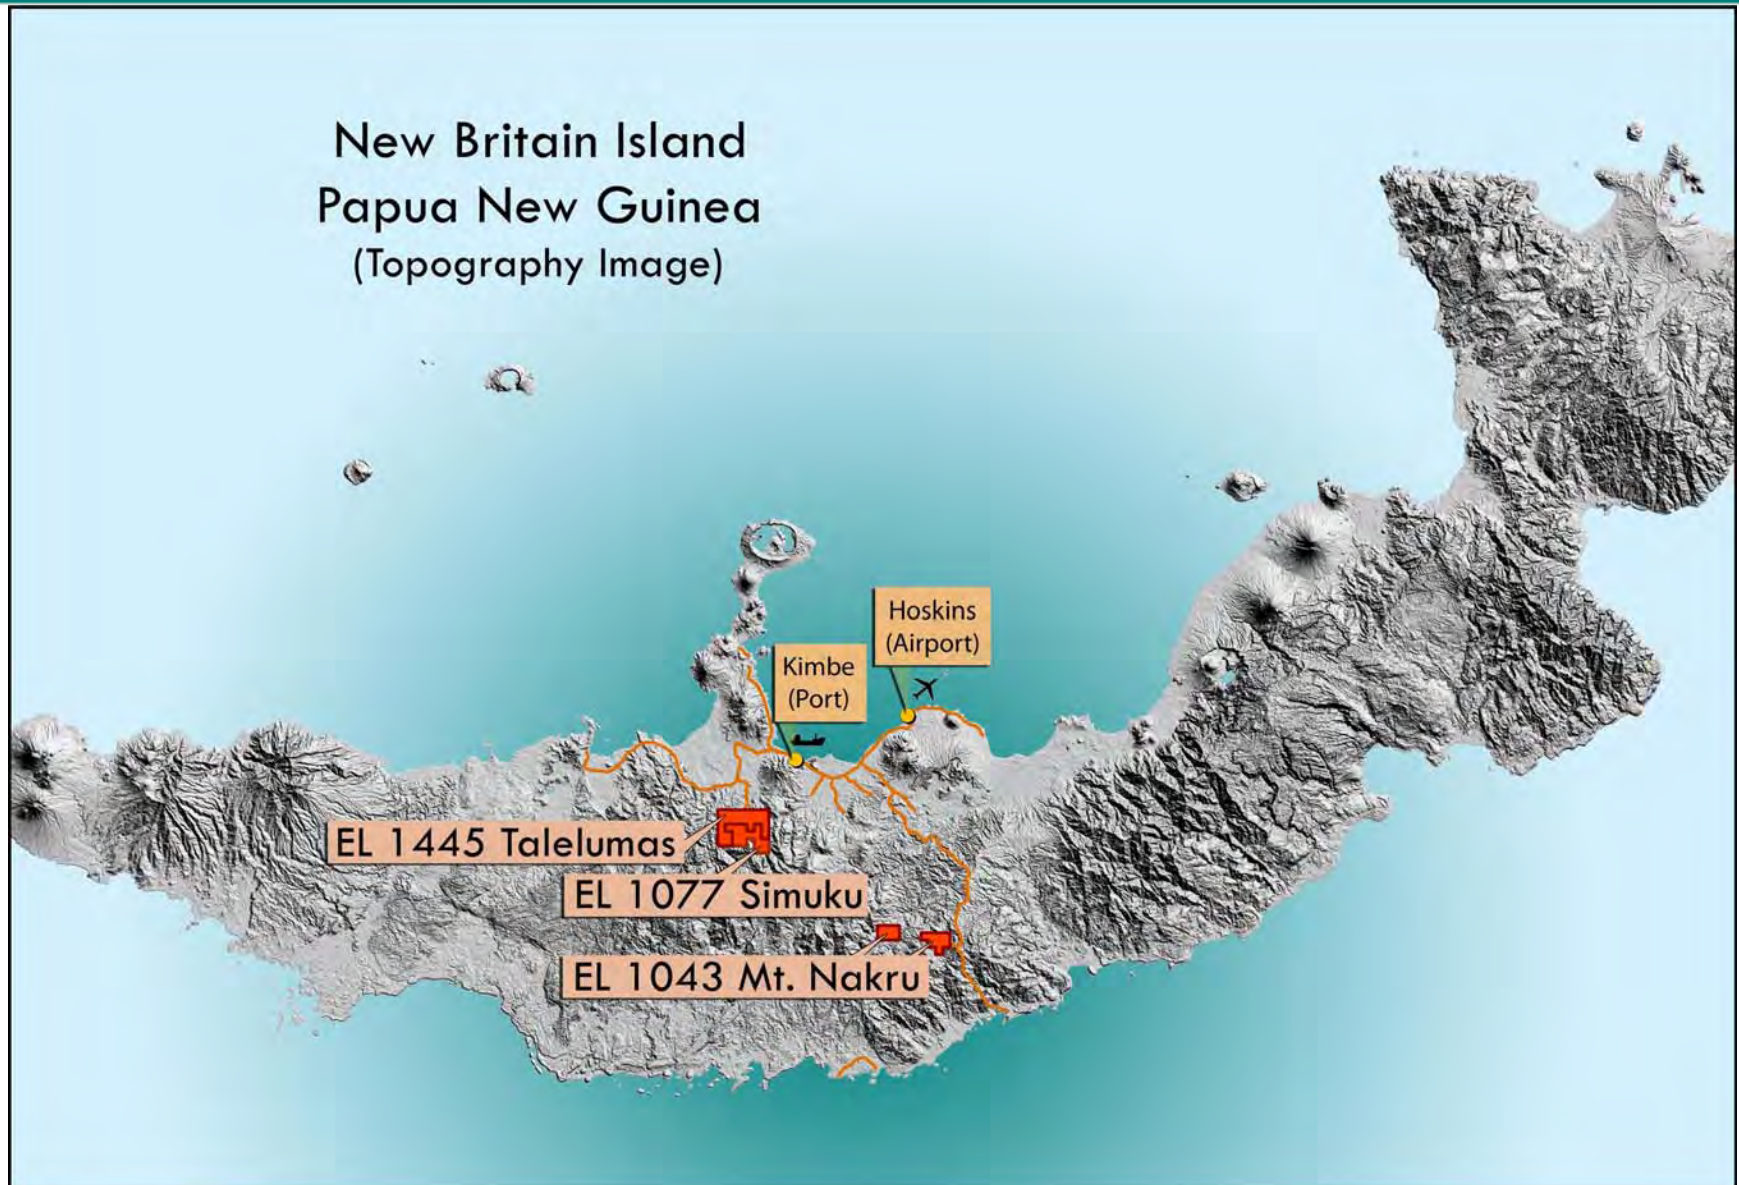 New Britain Island
Papua New Guinea
(Topography Image)
Hoskins
(Airport)
Kimbe
(Port)
EL 1445 Talelumas
EL 1077 Simuku
EL 1043 Mt. Nakru